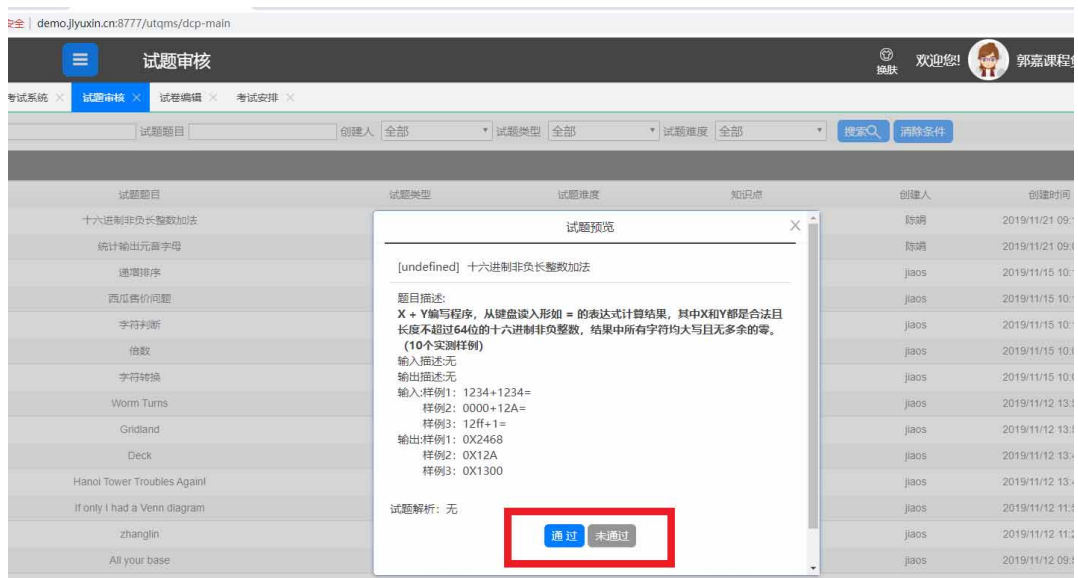 安全 | demo.jlyuxin.cn:8777/utqms/dcp-main
试题审核 换肤 欢迎您! 郭嘉课程
考试系统 × 试题审核 × 试卷编辑 × 考试安排 ×
试题题目 创建人 全部 试题类型 全部 试题难度 全部 搜索 清除条件
试题题目 试题类型 试题难度 知识点 创建人 创建时间
十六进制非负长整数加法 陈娟 2019/11/21 09:
统计输出元音字母 陈娟 2019/11/21 09:
递增排序 jiaos 2019/11/15 10:
西瓜售价问题 jiaos 2019/11/15 10:
字符判断 jiaos 2019/11/15 10:
倍数 jiaos 2019/11/15 10:
字符转换 jiaos 2019/11/15 10:
Worm Turns jiaos 2019/11/12 13:
Gridland jiaos 2019/11/12 13:
Deck jiaos 2019/11/12 13:
Hanoi Tower Troubles Again! jiaos 2019/11/12 13:
If only I had a Venn diagram jiaos 2019/11/12 11:
zhanglin jiaos 2019/11/12 11:
All your base jiaos 2019/11/12 09:
试题预览 X
[undefined] 十六进制非负长整数加法
题目描述:
X + Y编写程序，从键盘读入形如 = 的表达式计算结果，其中X和Y都是合法且
长度不超过64位的十六进制非负整数，结果中所有字符均大写且无多余的零。
（10个实测样例)
输入描述:无
输出描述:无
输入:样例1：1234+1234=
样例2：0000+12A=
样例3：12ff+1=
输出:样例1：0X2468
样例2：0X12A
样例3：0X1300
试题解析：无
通过 未通过